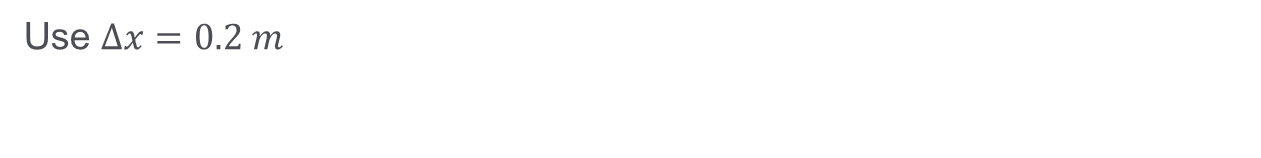 Use Δx = 0.2 m